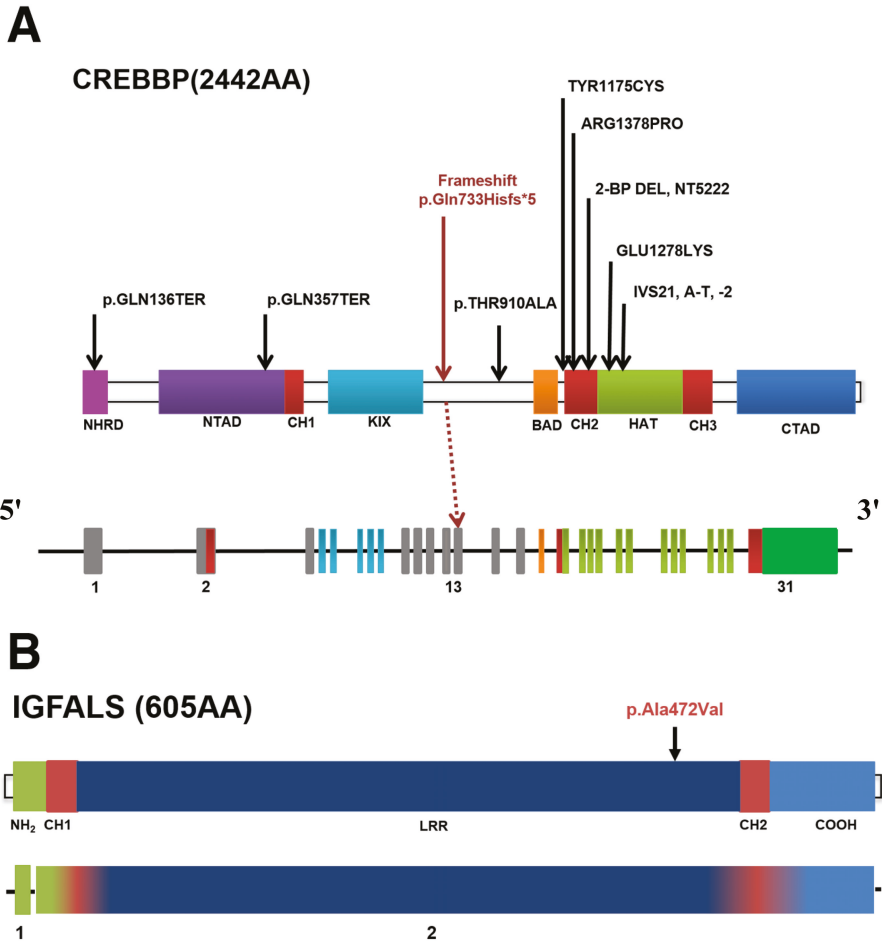 A
CREBBP(2442AA)
TYR1175CYS
ARG1378PRO
Frameshift
p.Gln733Hisfs*5
2-BP DEL, NT5222
GLU1278LYS
IVS21, A-T, -2
p.GLN136TER
p.GLN357TER
p.THR910ALA
NHRD
NTAD
CH1
KIX
BAD
CH2
HAT
CH3
CTAD
5'
3'
1
2
13
31
B
IGFALS (605AA)
p.Ala472Val
NH₂
CH1
LRR
CH2
COOH
1
2